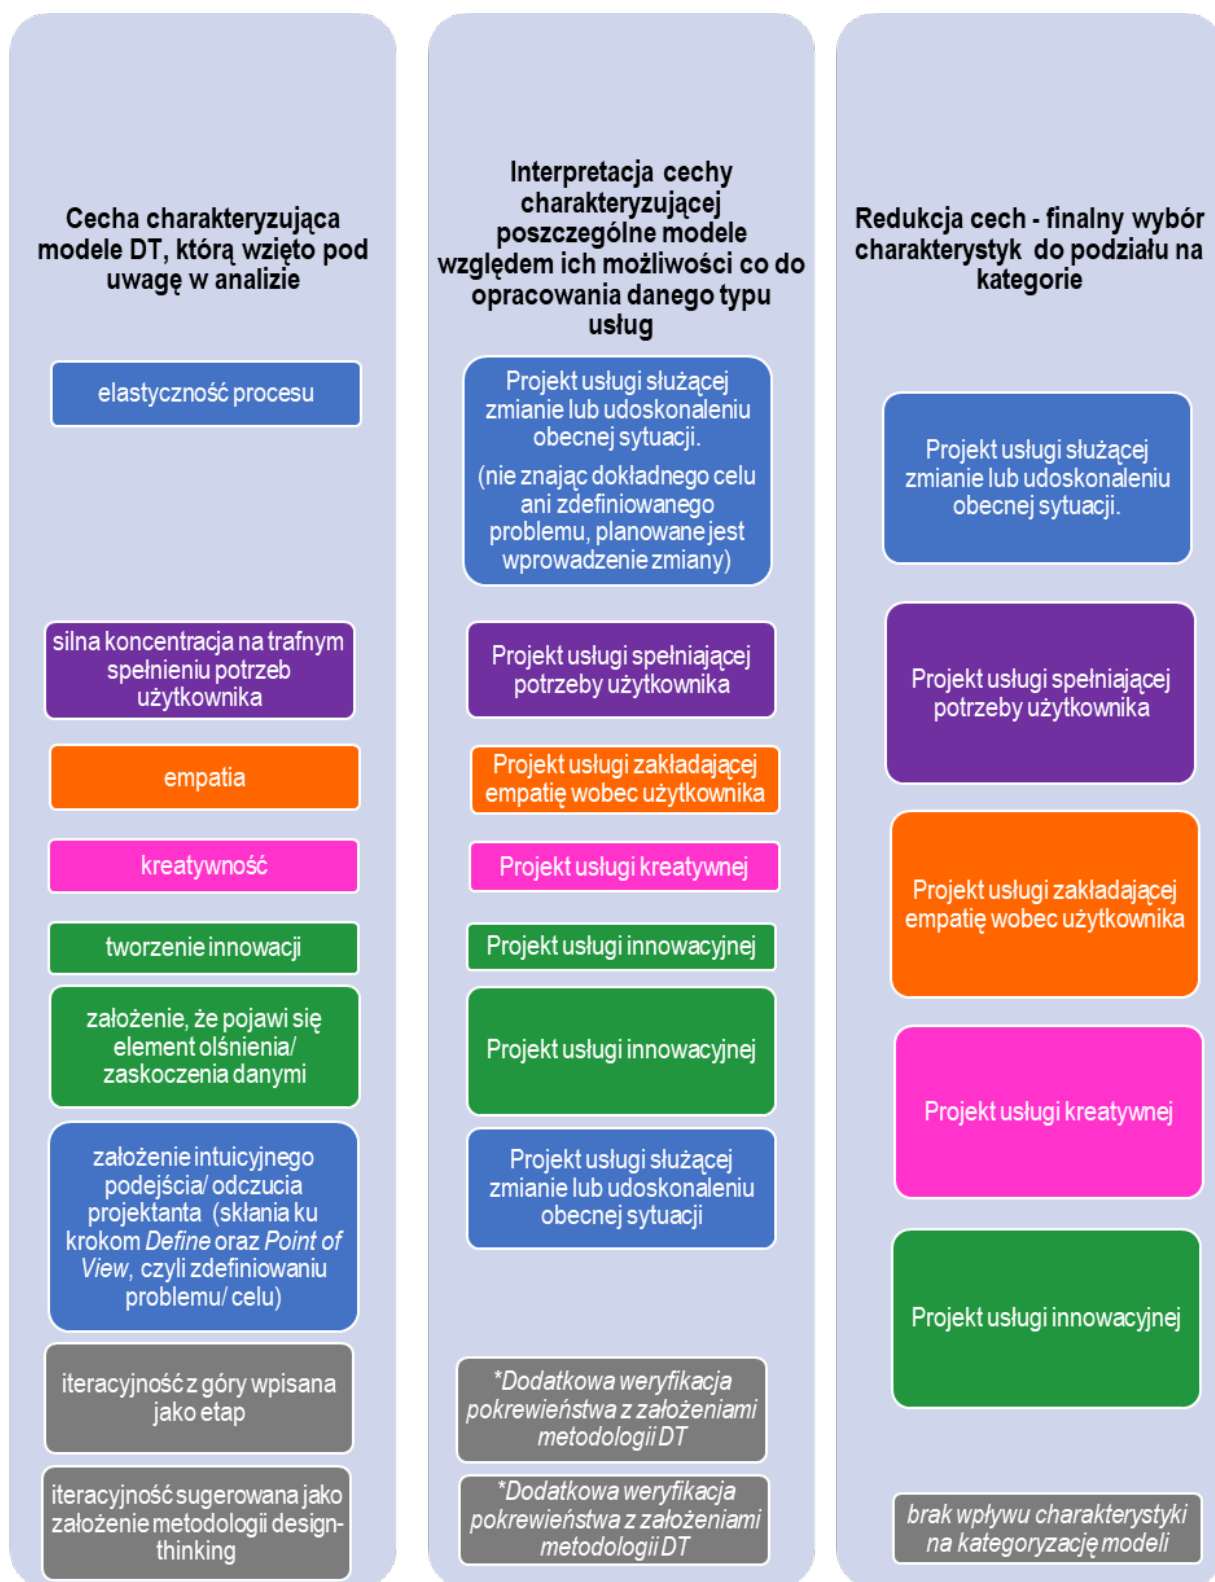 Cecha charakteryzująca
modele DT, którą wzięto pod
uwagę w analizie
elastyczność procesu
silna koncentracja na trafnym
spełnieniu potrzeb
użytkownika
empatia
kreatywność
tworzenie innowacji
założenie, że pojawi się
element olśnienia/
zaskoczenia danymi
założenie intuicyjnego
podejścia/ odczucia
projektanta (skłania ku
krokom Define oraz Point of
View, czyli zdefiniowaniu
problemu/ celu)
iteracyjność z góry wpisana
jako etap
iteracyjność sugerowana jako
założenie metodologii design-
thinking
Interpretacja cechy
charakteryzującej
poszczególne modele
względem ich możliwości co do
opracowania danego typu
usług
Projekt usługi służącej
zmianie lub udoskonaleniu
obecnej sytuacji.
(nie znając dokładnego celu
ani zdefiniowanego
problemu, planowane jest
wprowadzenie zmiany)
Projekt usługi spełniającej
potrzeby użytkownika
Projekt usługi zakładającej
empatię wobec użytkownika
Projekt usługi kreatywnej
Projekt usługi innowacyjnej
Projekt usługi innowacyjnej
Projekt usługi służącej
zmianie lub udoskonaleniu
obecnej sytuacji
*Dodatkowa weryfikacja
pokrewieństwa z założeniami
metodologii DT
*Dodatkowa weryfikacja
pokrewieństwa z założeniami
metodologii DT
Redukcja cech - finalny wybór
charakterystyk do podziału na
kategorie
Projekt usługi służącej
zmianie lub udoskonaleniu
obecnej sytuacji.
Projekt usługi spełniającej
potrzeby użytkownika
Projekt usługi zakładającej
empatię wobec użytkownika
Projekt usługi kreatywnej
Projekt usługi innowacyjnej
brak wpływu charakterystyki
na kategoryzację modeli